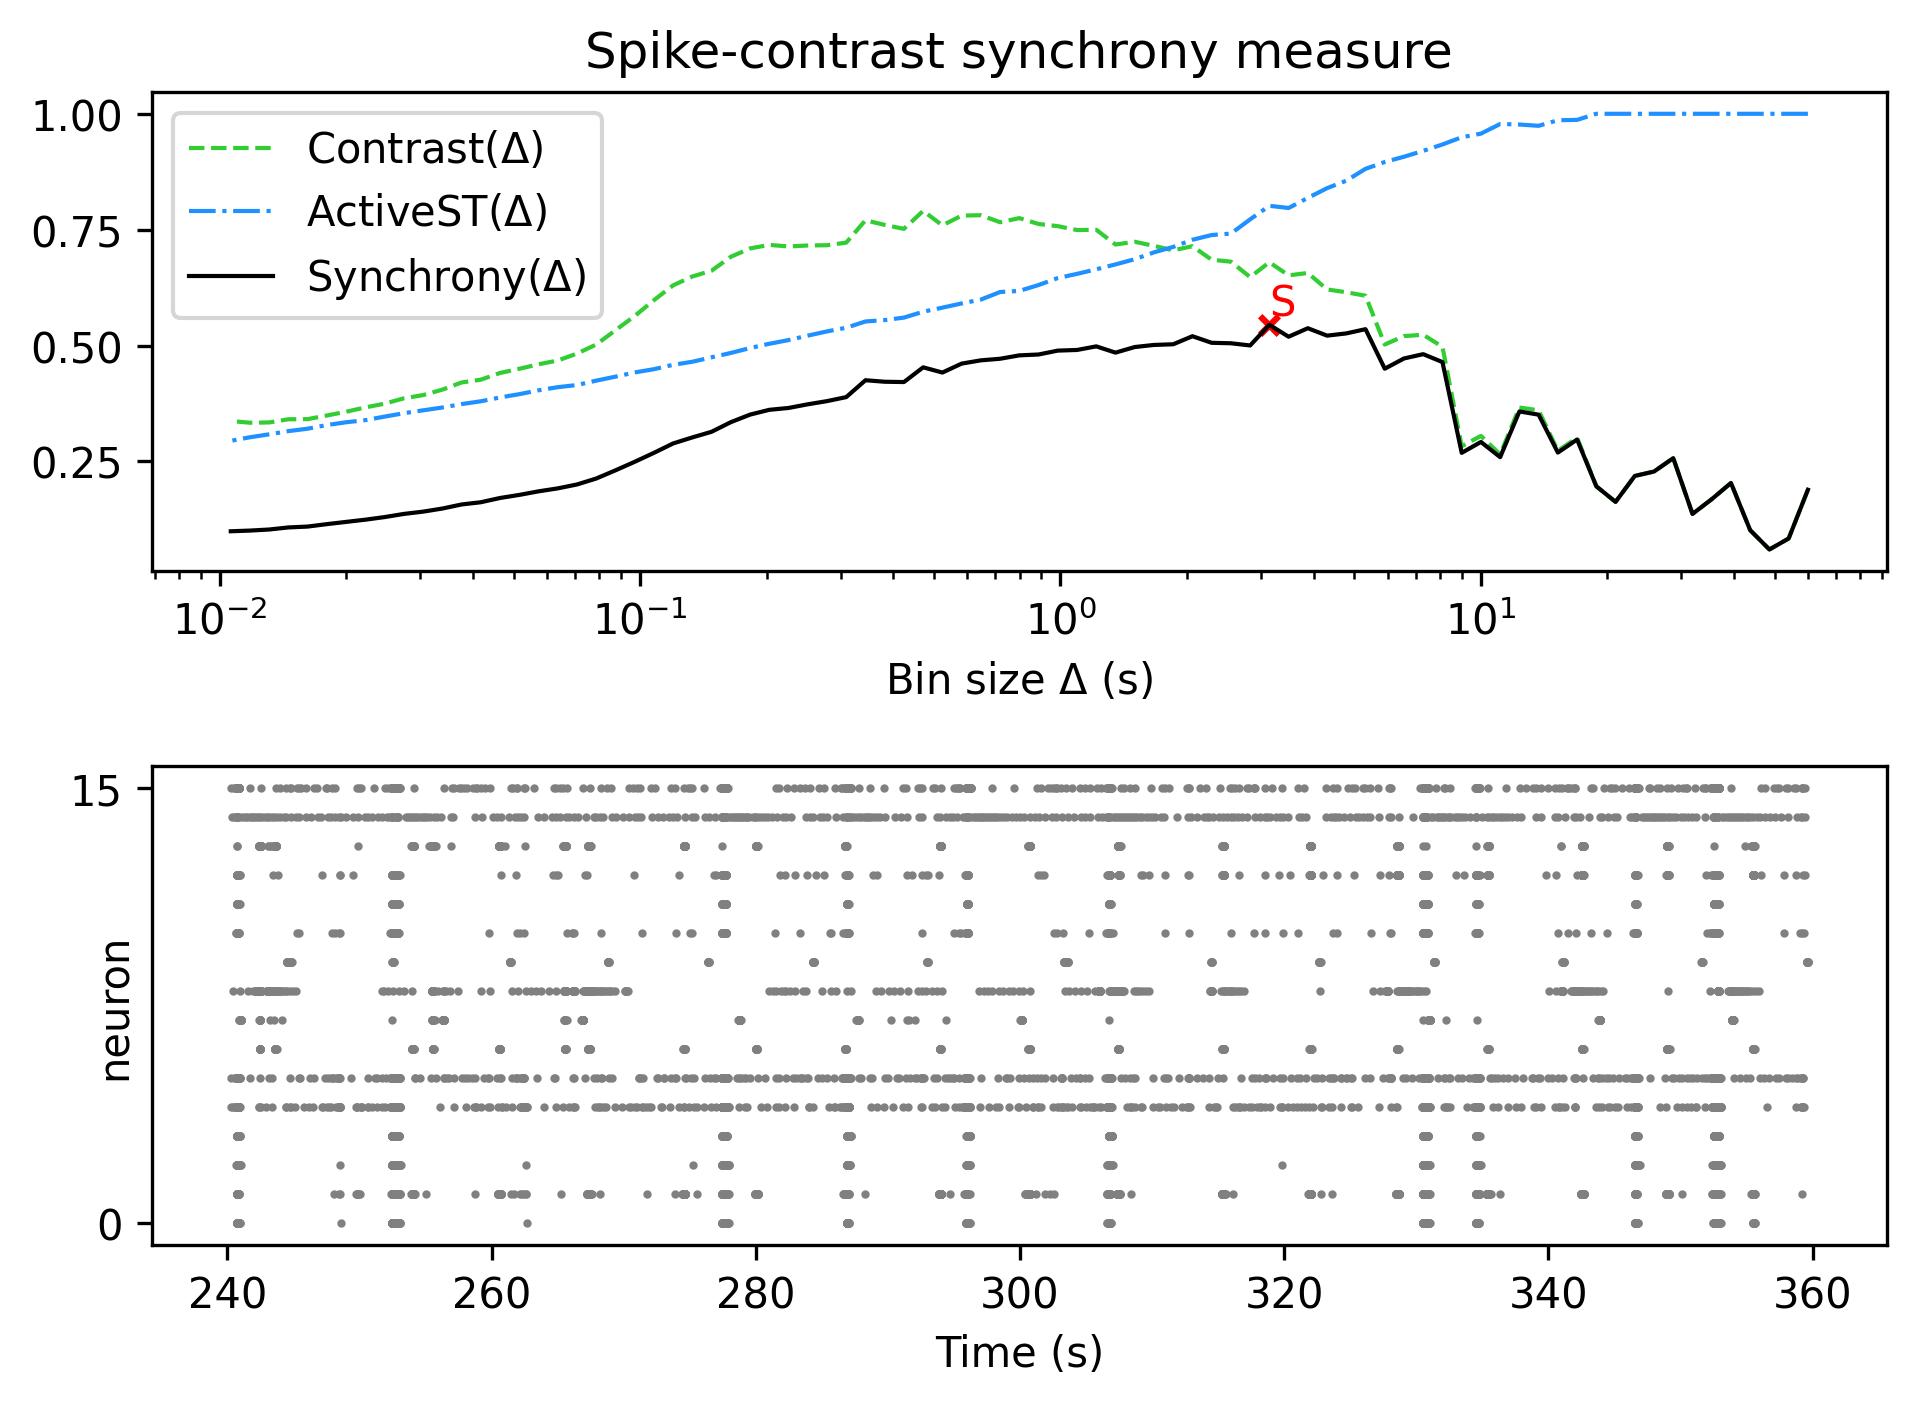 Spike-contrast synchrony measure
1.00
0.75
0.50
0.25
Contrast(Δ)
ActiveST(Δ)
Synchrony(Δ)
S
10⁻² 10⁻¹ 10⁰ 10¹
Bin size Δ (s)
15
0
neuron
240 260 280 300 320 340 360
Time (s)